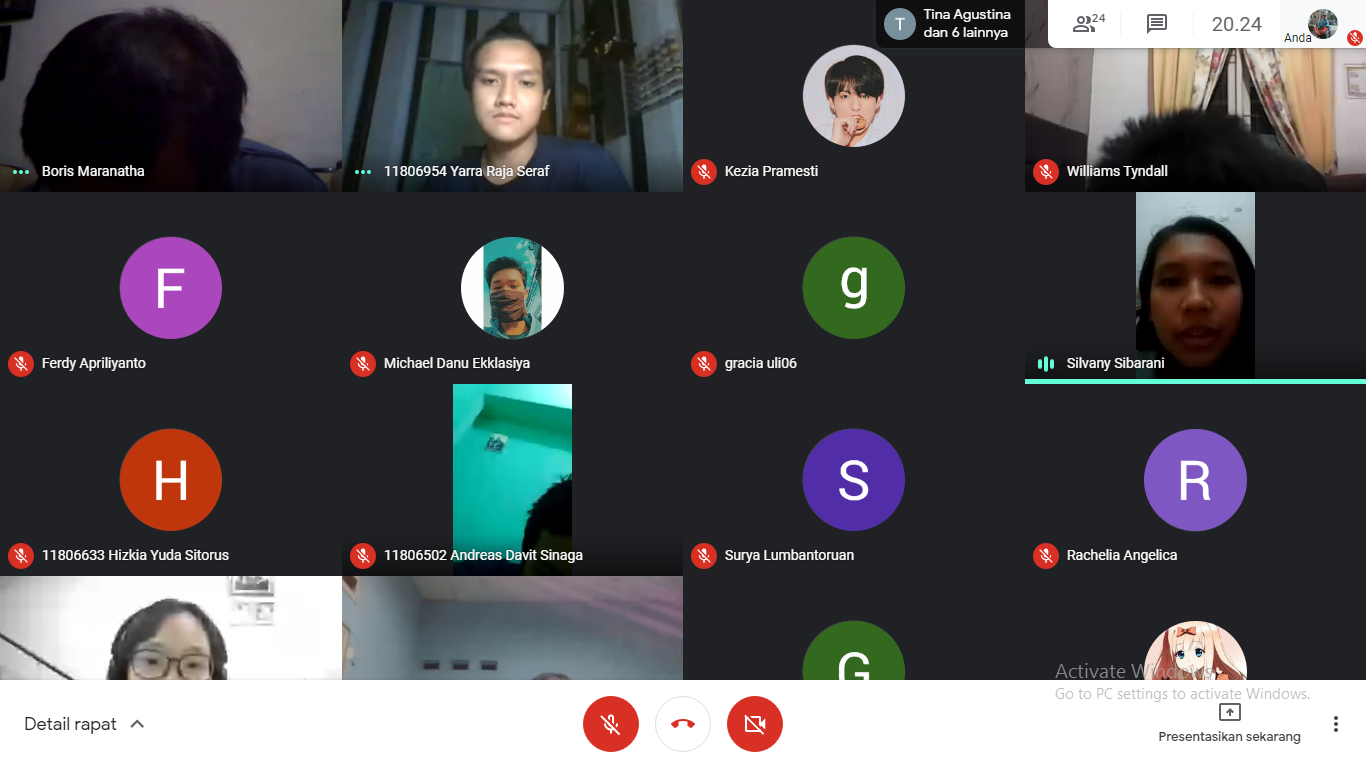 T
Tina Agustina
dan 6 lainnya
24
20.24
Anda
Boris Maranatha
11806954 Yarra Raja Seraf
Kezia Pramesti
Williams Tyndall
F
g
Ferdy Apriliyanto
Michael Danu Ekklasiya
gracia uli06
Silvany Sibarani
H
S
R
11806633 Hizkia Yuda Sitorus
11806502 Andreas Davit Sinaga
Surya Lumbantoruan
Rachelia Angelica
G
Activate Windows
Go to PC settings to activate Windows.
Detail rapat
Presentasikan sekarang